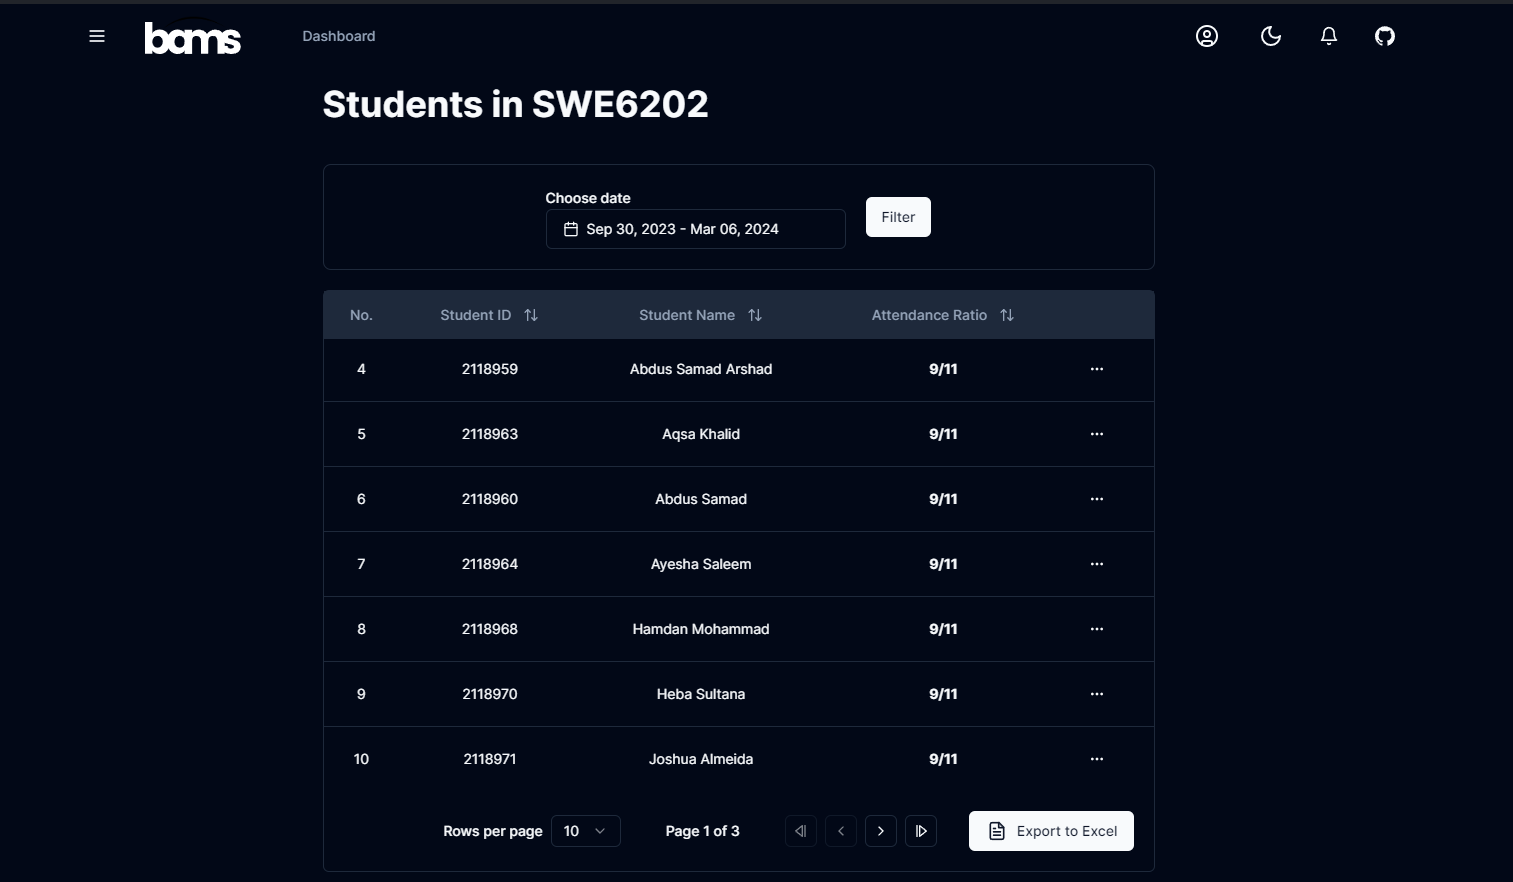 bams
Dashboard
Students in SWE6202
Choose date
Sep 30, 2023 - Mar 06, 2024
Filter
No. Student ID Student Name Attendance Ratio
4 2118959 Abdus Samad Arshad 9/11 ...
5 2118963 Aqsa Khalid 9/11 ...
6 2118960 Abdus Samad 9/11 ...
7 2118964 Ayesha Saleem 9/11 ...
8 2118968 Hamdan Mohammad 9/11 ...
9 2118970 Heba Sultana 9/11 ...
10 2118971 Joshua Almeida 9/11 ...
Rows per page 10 Page 1 of 3 Export to Excel